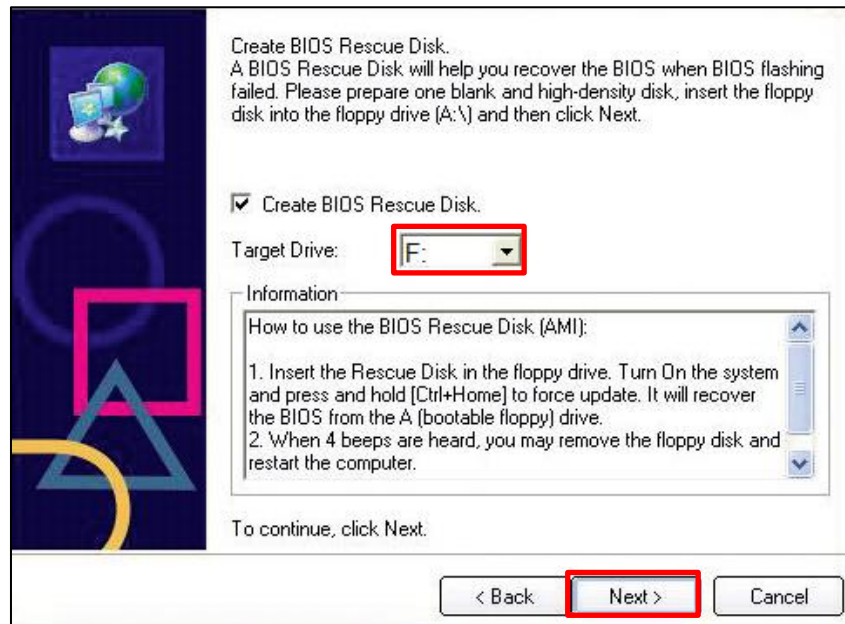 Create BIOS Rescue Disk.
A BIOS Rescue Disk will help you recover the BIOS when BIOS flashing
failed. Please prepare one blank and high-density disk, insert the floppy
disk into the floppy drive (A:\) and then click Next.
Create BIOS Rescue Disk.
Target Drive:
F:
Information
How to use the BIOS Rescue Disk (AMI):
1. Insert the Rescue Disk in the floppy drive. Turn On the system
and press and hold [Ctrl+Home] to force update. It will recover
the BIOS from the A (bootable floppy) drive.
2. When 4 beeps are heard, you may remove the floppy disk and
restart the computer.
To continue, click Next.
< Back
Next >
Cancel